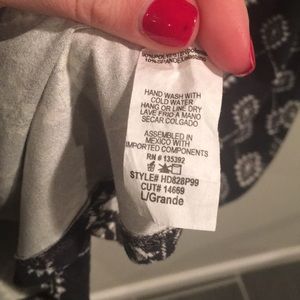 HAND WASH WITH
COLD WATER
HANG OR LINE DRY
LAVE FRIO A MANO
SECAR COLGADO
ASSEMBLED IN
MEXICO WITH
IMPORTED COMPONENTS
RN # 135392
STYLE# HD828P99
CUT# 14669
L/Grande